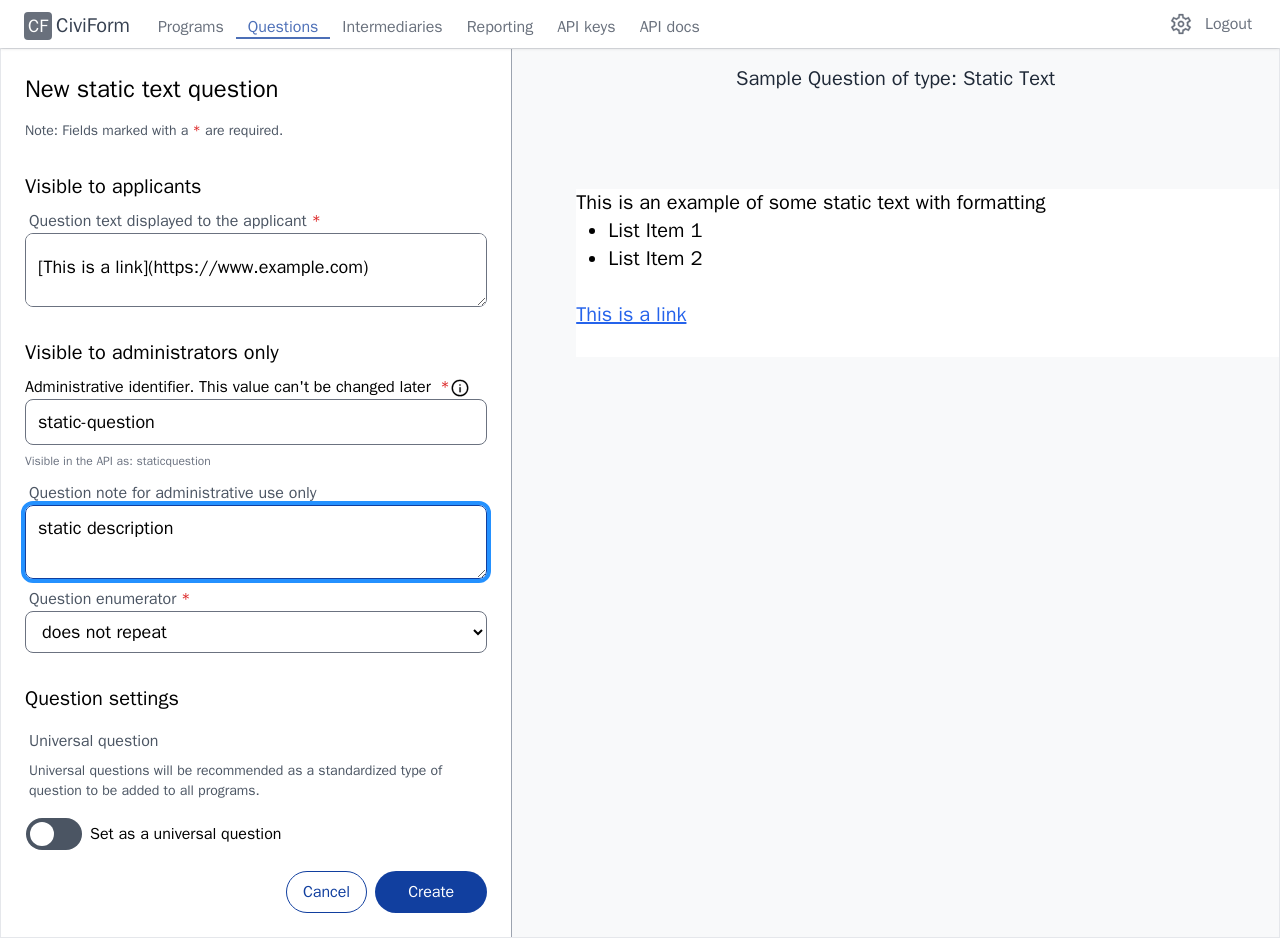 CF CiviForm Programs Questions Intermediaries Reporting API keys API docs Logout
New static text question
Note: Fields marked with a * are required.
Visible to applicants
Question text displayed to the applicant *
[This is a link](https://www.example.com)
Visible to administrators only
Administrative identifier. This value can't be changed later *
static-question
Visible in the API as: staticquestion
Question note for administrative use only
static description
Question enumerator *
does not repeat
Question settings
Universal question
Universal questions will be recommended as a standardized type of
question to be added to all programs.
Set as a universal question
Cancel Create
Sample Question of type: Static Text
This is an example of some static text with formatting
• List Item 1
• List Item 2
This is a link